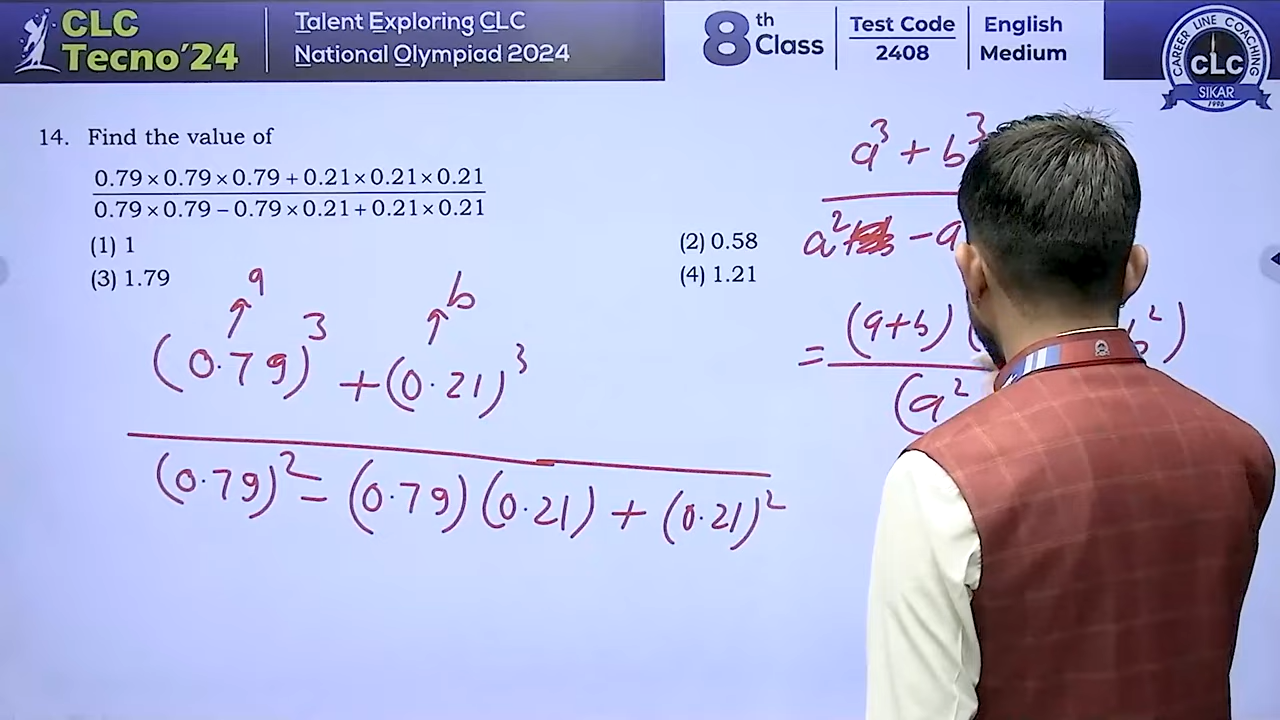 CLC
Tecno'24
Talent Exploring CLC
National Olympiad 2024
8th
Class
Test Code
2408
English
Medium
CAREER LINE COACHING
CLC
SIKAR
1996
14. Find the value of
0.79×0.79×0.79+0.21×0.21×0.21
0.79×0.79−0.79×0.21+0.21×0.21
(1) 1
(2) 0.58
(3) 1.79
(4) 1.21
a b
(0.79)³ + (0.21)³
(0.79)² = (0.79)(0.21) + (0.21)²
a³ + b³
a² − a
= (a+b) ( b²)
(a²